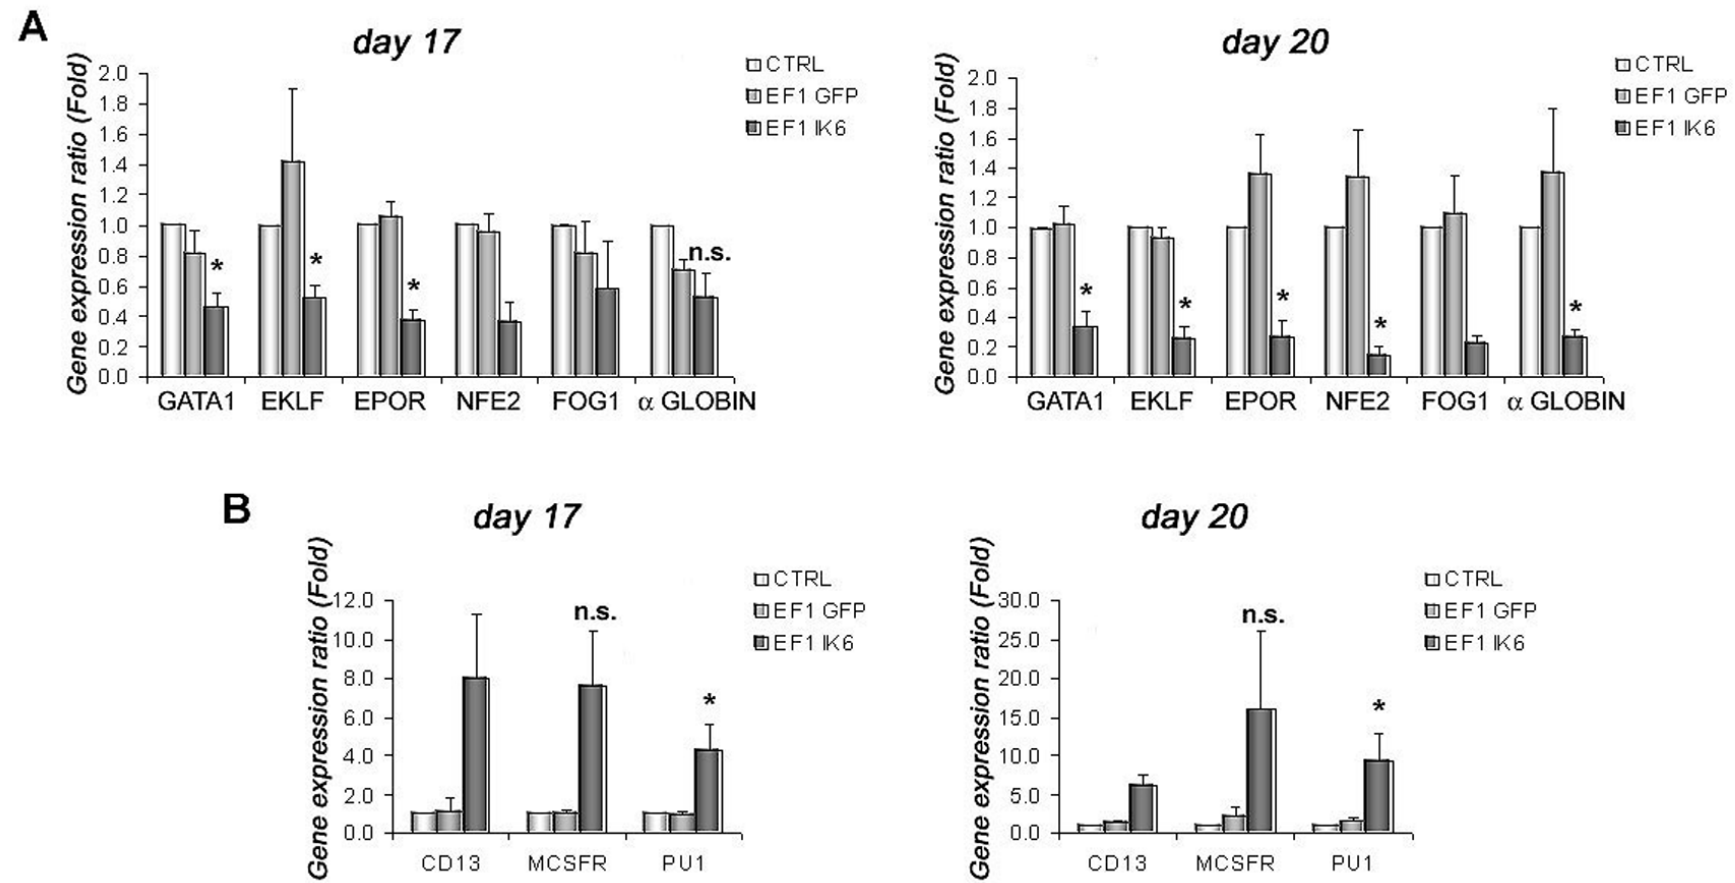 A
day 17
Gene expression ratio (Fold)
2.0
1.8
1.6
1.4
1.2
1.0
0.8
0.6
0.4
0.2
0.0
CTRL
EF1 GFP
EF1 IK6
*
*
*
n.s.
GATA1 EKLF EPOR NFE2 FOG1 α GLOBIN
day 20
Gene expression ratio (Fold)
2.0
1.8
1.6
1.4
1.2
1.0
0.8
0.6
0.4
0.2
0.0
CTRL
EF1 GFP
EF1 IK6
*
*
*
*
*
GATA1 EKLF EPOR NFE2 FOG1 α GLOBIN
B
day 17
Gene expression ratio (Fold)
12.0
10.0
8.0
6.0
4.0
2.0
0.0
CTRL
EF1 GFP
EF1 IK6
n.s.
*
CD13 MCSFR PU1
day 20
Gene expression ratio (Fold)
30.0
25.0
20.0
15.0
10.0
5.0
0.0
CTRL
EF1 GFP
EF1 IK6
n.s.
*
CD13 MCSFR PU1